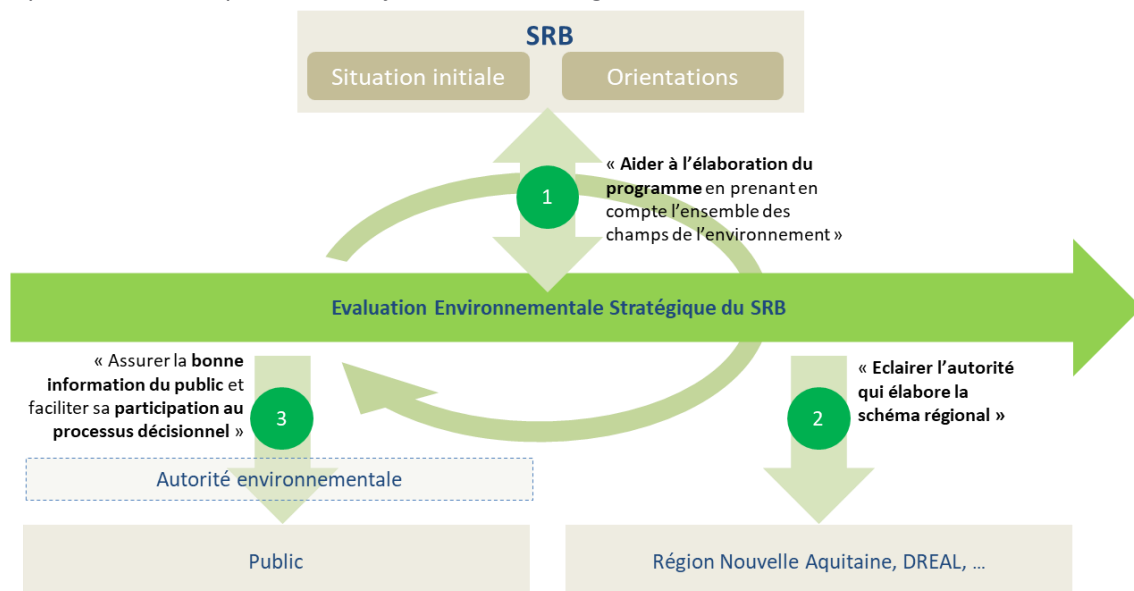 SRB
Situation initiale
Orientations
1
« Aider à l’élaboration du
programme en prenant en
compte l’ensemble des
champs de l’environnement »
Evaluation Environnementale Stratégique du SRB
« Assurer la bonne
information du public et
faciliter sa participation au
processus décisionnel »
3
2
« Eclairer l’autorité
qui élabore la
schéma régional »
Autorité environnementale
Public
Région Nouvelle Aquitaine, DREAL, …